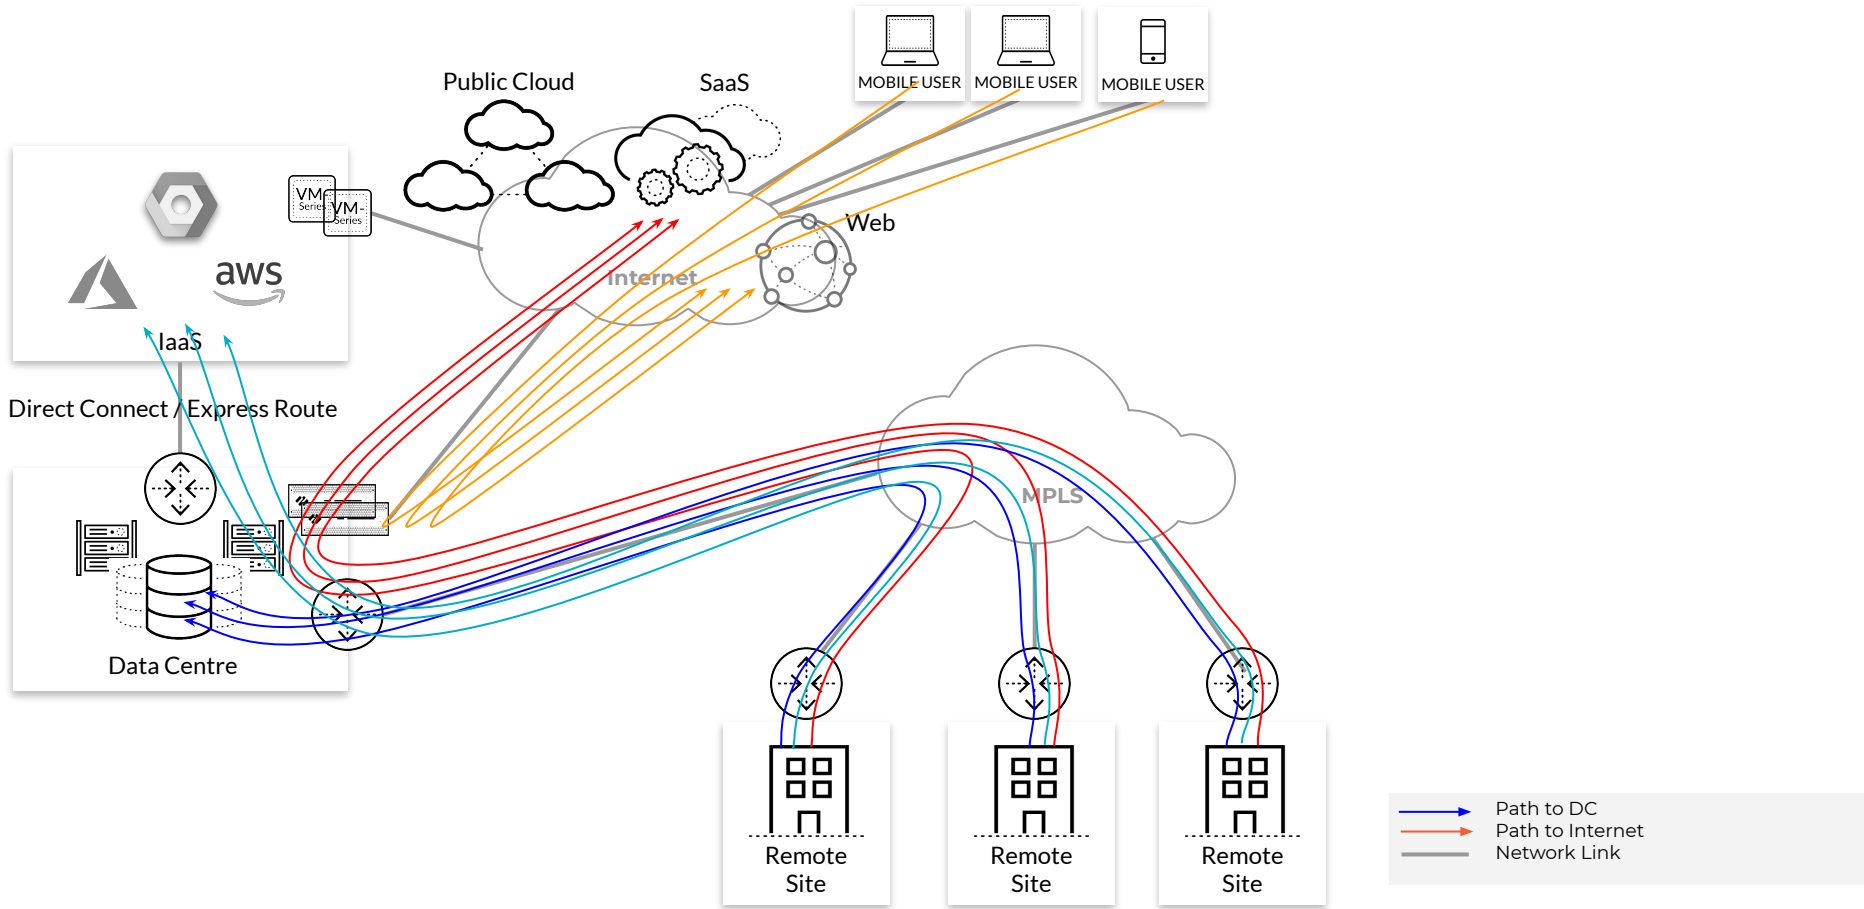 MOBILE USER
MOBILE USER
MOBILE USER
Public Cloud
SaaS
VM-
Series
VM-
Series
Web
Internet
aws
IaaS
Direct Connect / Express Route
MPLS
Data Centre
Remote
Site
Remote
Site
Remote
Site
Path to DC
Path to Internet
Network Link